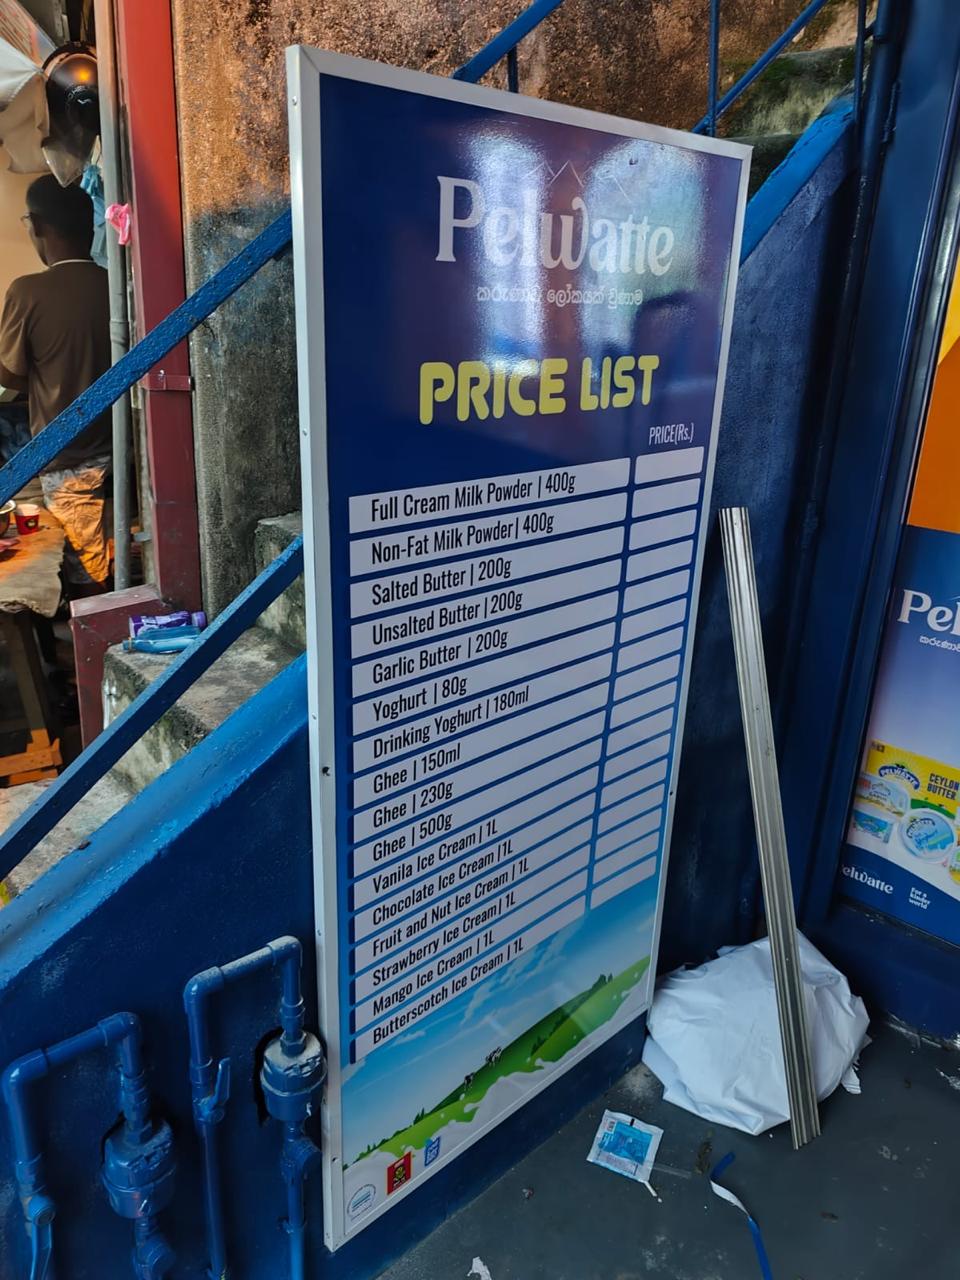 Pelwatte
කරුණාවූ ලෝකයක් වූණාම
PRICE LIST
PRICE(Rs.)
Full Cream Milk Powder | 400g
Non-Fat Milk Powder| 400g
Salted Butter | 200g
Unsalted Butter | 200g
Garlic Butter | 200g
Yoghurt | 80g
Drinking Yoghurt | 180ml
Ghee | 150ml
Ghee | 230g
Ghee | 500g
Vanila Ice Cream | 1L
Chocolate Ice Cream |1L
Fruit and Nut Ice Cream | 1L
Strawberry Ice Cream| 1L
Mango Ice Cream | 1L
Butterscotch Ice Cream | 1L
Pel
PELWATTE
CEYLON
BUTTER
Pelwatte
For a
kinder
world